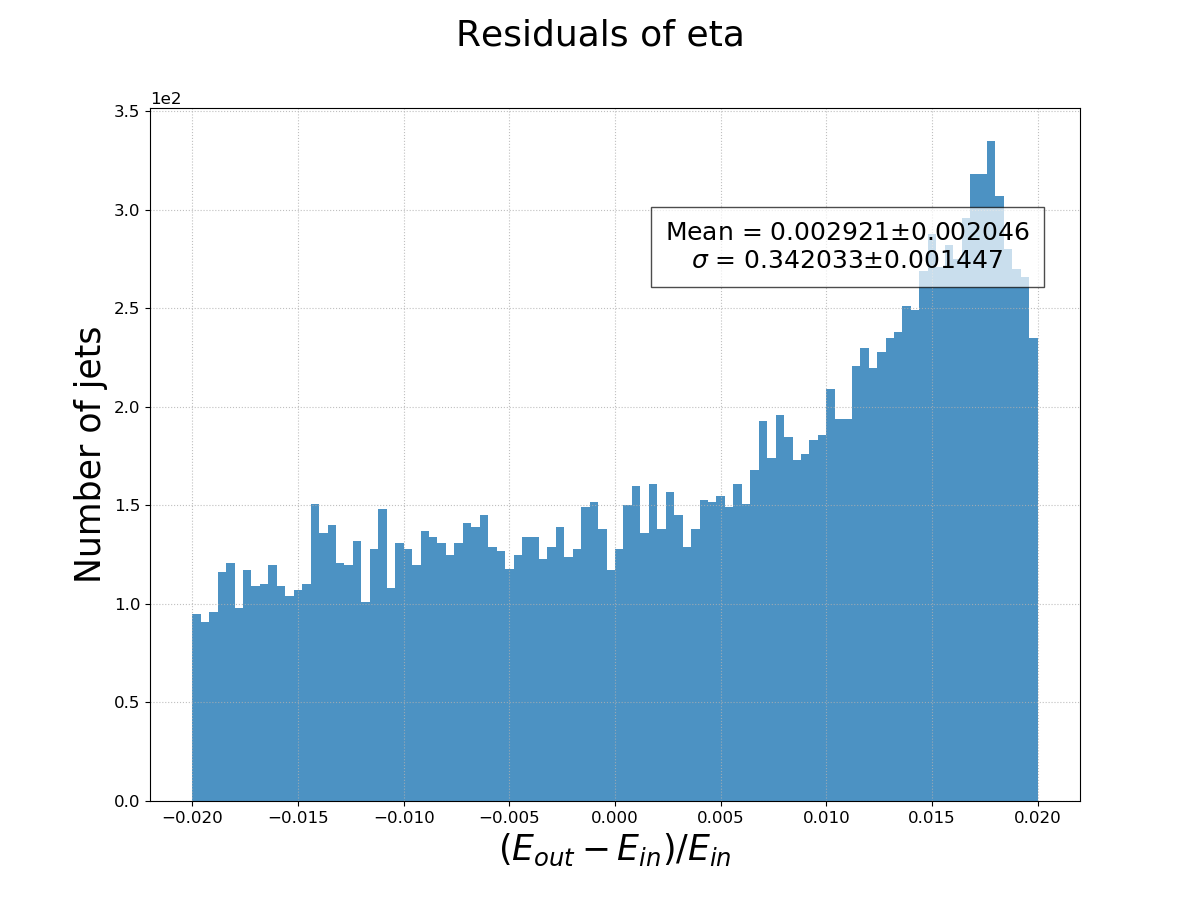 Residuals of eta
1e2
3.5
3.0
2.5
2.0
1.5
1.0
0.5
0.0
Number of jets
Mean = 0.002921±0.002046
σ = 0.342033±0.001447
−0.020 −0.015 −0.010 −0.005 0.000 0.005 0.010 0.015 0.020
(E_out − E_in)/E_in